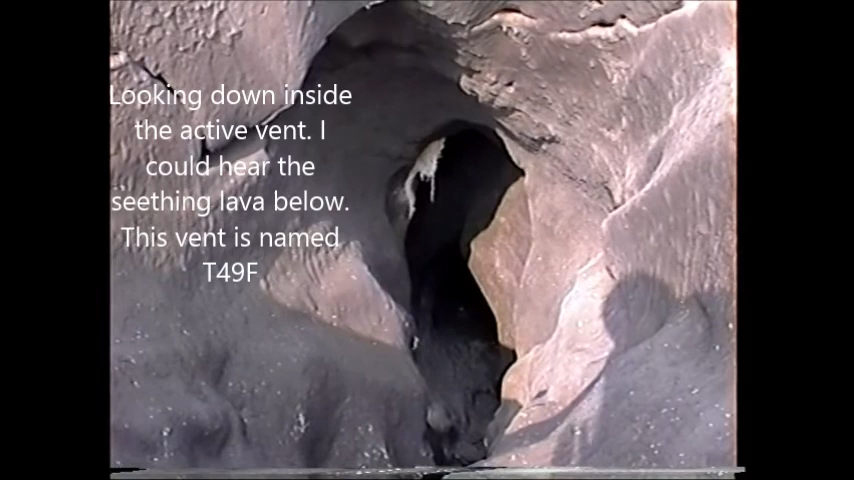 Looking down inside
the active vent. I
could hear the
seething lava below.
This vent is named
T49F